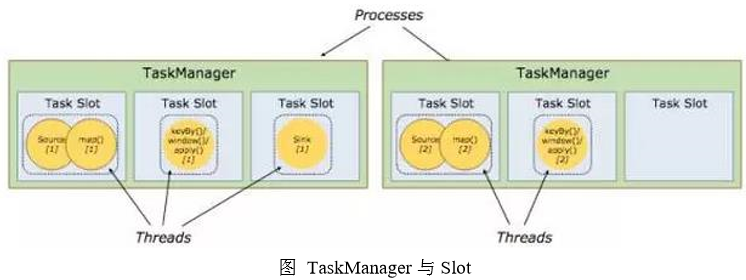 Processes
TaskManager
TaskManager
Task Slot
Task Slot
Task Slot
Task Slot
Task Slot
Task Slot
Source
[1]
map()
[1]
keyBy()/
window()/
apply()
[1]
Sink
[1]
Source
[2]
map()
[2]
keyBy()/
window()/
apply()
[2]
Threads
Threads
图 TaskManager 与 Slot